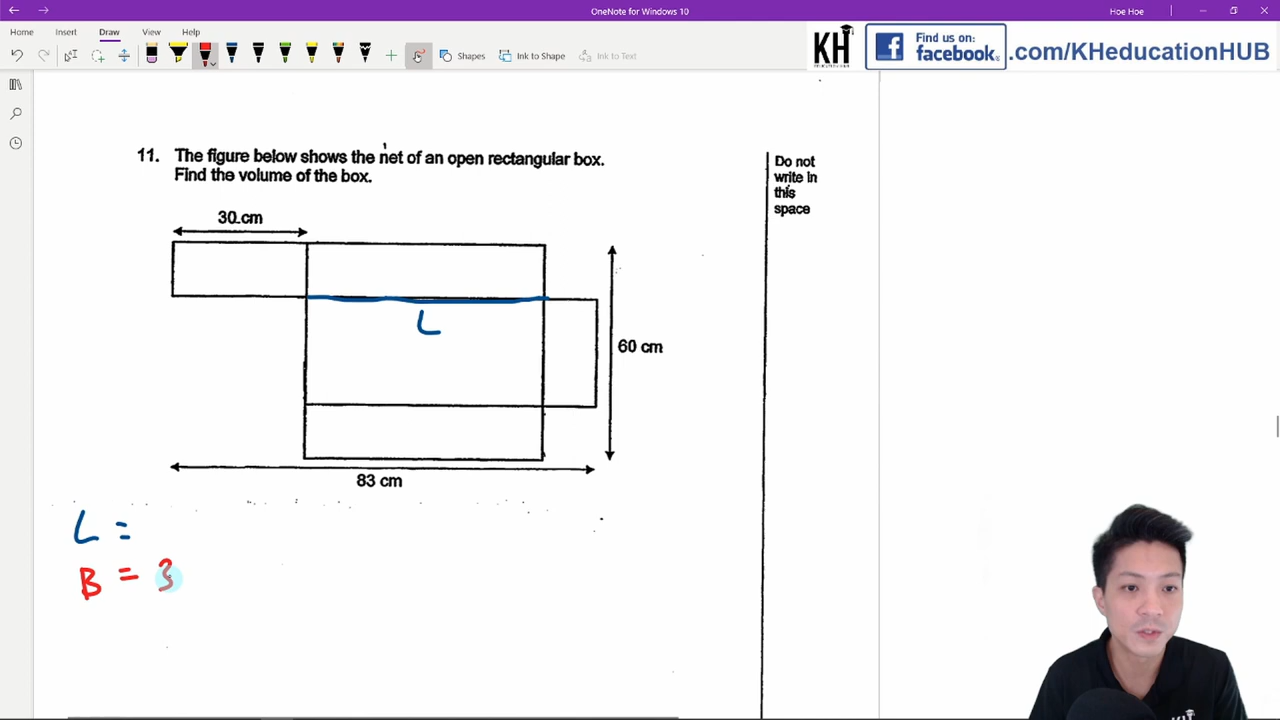 OneNote for Windows 10
Hoe Hoe
Home Insert Draw View Help
Shapes
Ink to Shape
Ink to Text
KH
Find us on:
facebook.
.com/KHeducationHUB
11. The figure below shows the net of an open rectangular box.
Find the volume of the box.
Do not
write in
this
space
30 cm
L
60 cm
83 cm
L =
B = 3